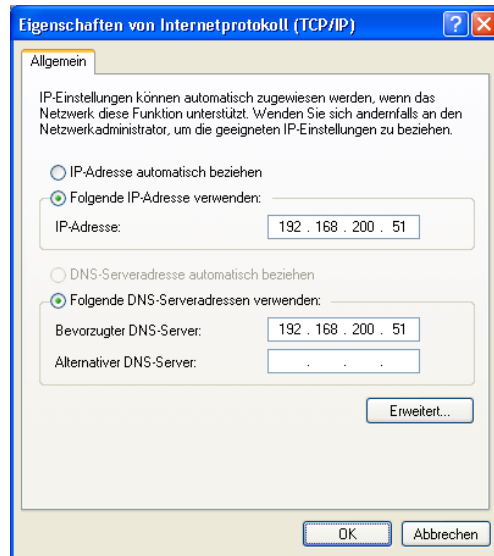 Eigenschaften von Internetprotokoll (TCP/IP)
Allgemein
IP-Einstellungen können automatisch zugewiesen werden, wenn das
Netzwerk diese Funktion unterstützt. Wenden Sie sich andernfalls an den
Netzwerkadministrator, um die geeigneten IP-Einstellungen zu beziehen.
IP-Adresse automatisch beziehen
Folgende IP-Adresse verwenden:
IP-Adresse: 192 . 168 . 200 . 51
DNS-Serveradresse automatisch beziehen
Folgende DNS-Serveradressen verwenden:
Bevorzugter DNS-Server: 192 . 168 . 200 . 51
Alternativer DNS-Server: . . .
Erweitert...
OK Abbrechen